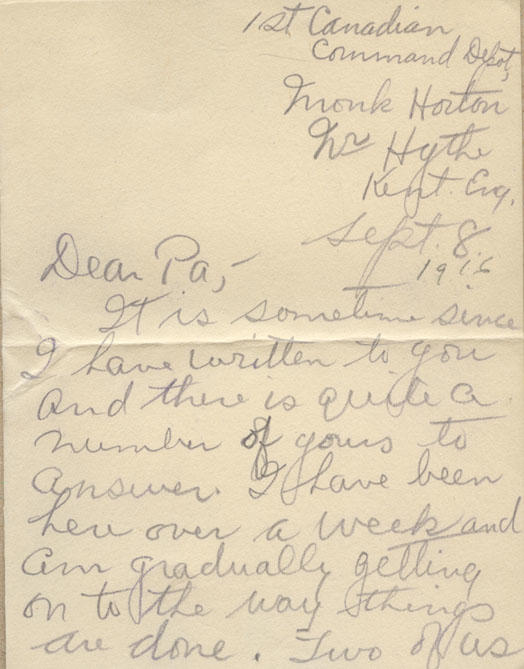 1st Canadian
Command Depot,
Monk Horton
Nr Hythe
Kent. Eng.
Sept. 8.
1916
Dear Pa,-
It is sometime since
I have written to you
and there is quite a
number of yours to
answer. I have been
here over a week and
am gradually getting
on to the way things
are done. Two of us